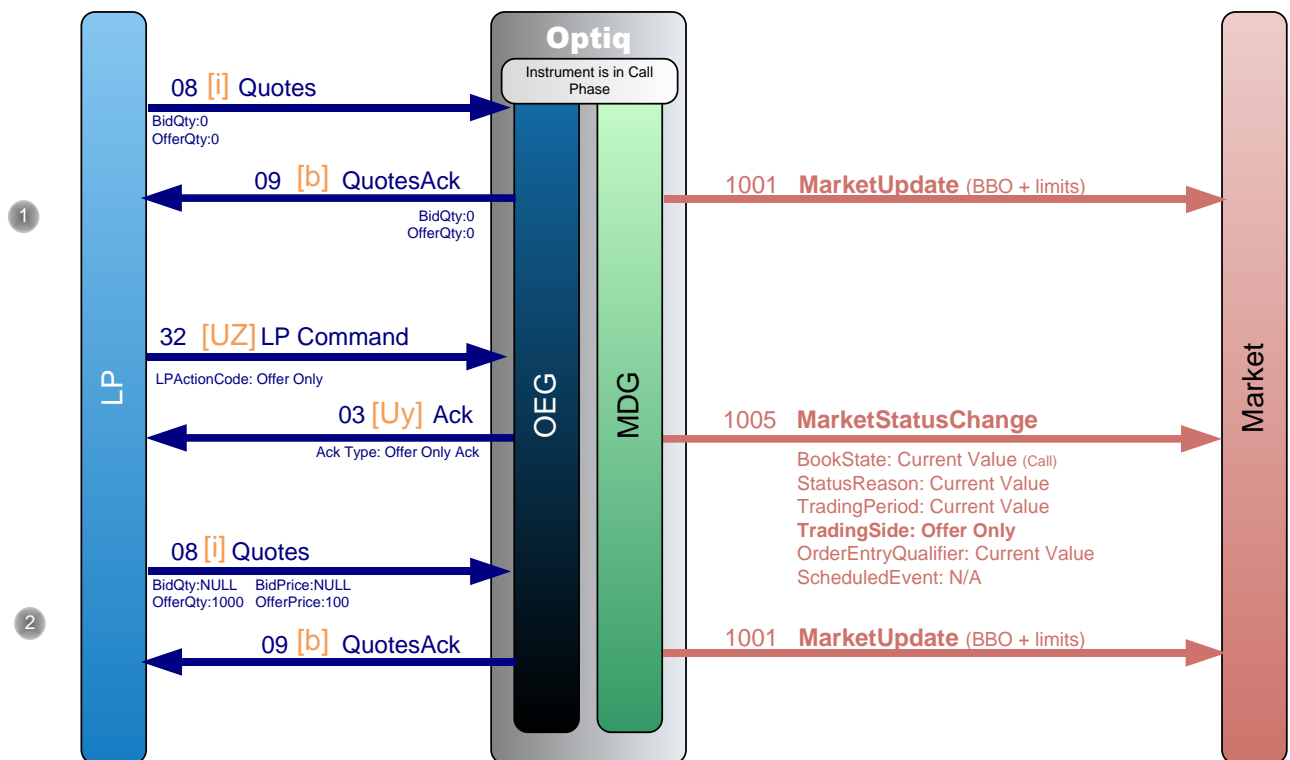 Optiq
Instrument is in Call
Phase
08 [i] Quotes
BidQty:0
OfferQty:0
09 [b] QuotesAck
BidQty:0
OfferQty:0
1001 MarketUpdate (BBO + limits)
1
32 [UZ] LP Command
LPActionCode: Offer Only
03 [Uy] Ack
Ack Type: Offer Only Ack
1005 MarketStatusChange
BookState: Current Value (Call)
StatusReason: Current Value
TradingPeriod: Current Value
TradingSide: Offer Only
OrderEntryQualifier: Current Value
ScheduledEvent: N/A
LP
OEG
MDG
Market
08 [i] Quotes
BidQty:NULL BidPrice:NULL
OfferQty:1000 OfferPrice:100
2
09 [b] QuotesAck
1001 MarketUpdate (BBO + limits)